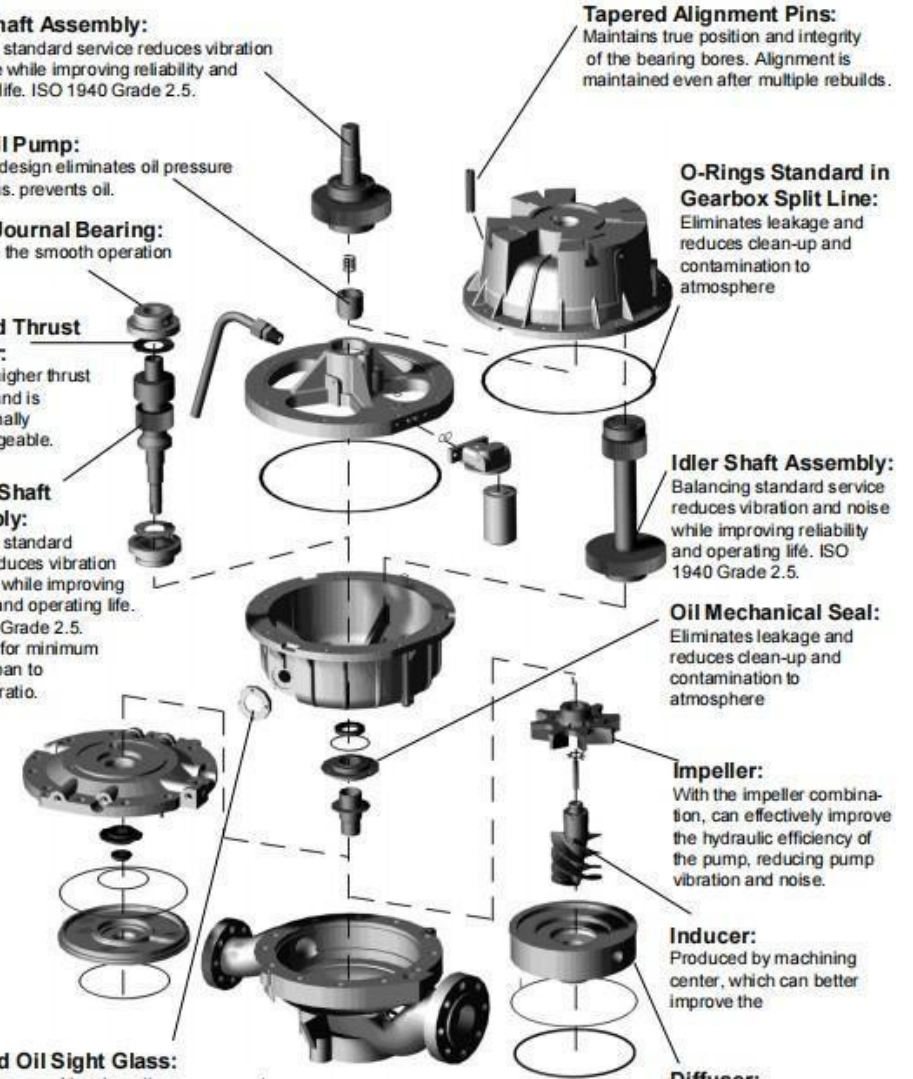 haft Assembly:
standard service reduces vibration
e while improving reliability and
life. ISO 1940 Grade 2.5.
il Pump:
design eliminates oil pressure
ns. prevents oil.
Journal Bearing:
the smooth operation
d Thrust
r:
igher thrust
and is
nally
geable.
Shaft
bly:
standard
duces vibration
while improving
and operating life.
Grade 2.5.
for minimum
pan to
ratio.
d Oil Sight Glass:
Tapered Alignment Pins:
Maintains true position and integrity
of the bearing bores. Alignment is
maintained even after multiple rebuilds.
O-Rings Standard in
Gearbox Split Line:
Eliminates leakage and
reduces clean-up and
contamination to
atmosphere
Idler Shaft Assembly:
Balancing standard service
reduces vibration and noise
while improving reliability
and operating lifé. ISO
1940 Grade 2.5.
Oil Mechanical Seal:
Eliminates leakage and
reduces clean-up and
contamination to
atmosphere
Impeller:
With the impeller combina-
tion, can effectively improve
the hydraulic efficiency of
the pump, reducing pump
vibration and noise.
Inducer:
Produced by machining
center, which can better
improve the
Diffuser: